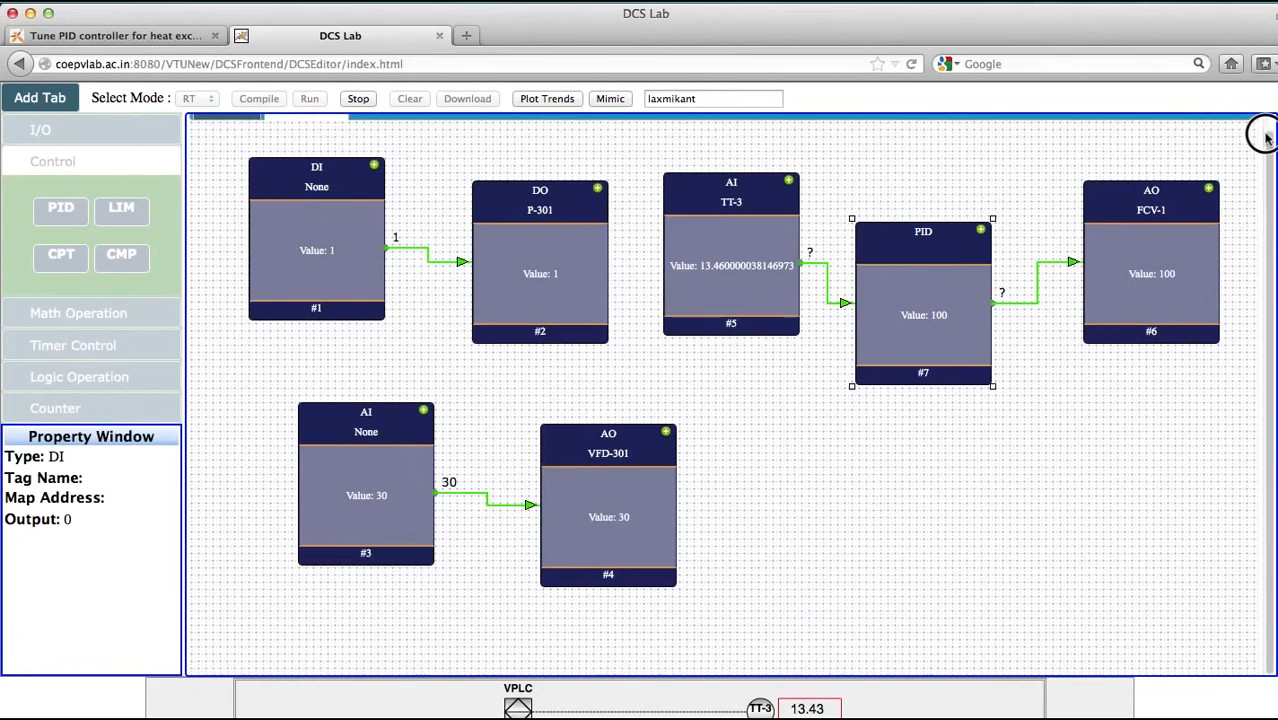 DCS Lab
Tune PID controller for heat exc...
DCS Lab
coepvlab.ac.in:8080/VTUNew/DCSFrontend/DCSEditor/index.html
Google
Add Tab
Select Mode :
RT
Compile
Run
Stop
Clear
Download
Plot Trends
Mimic
laxmikant
I/O
Control
PID
LIM
CPT
CMP
Math Operation
Timer Control
Logic Operation
Counter
Property Window
Type: DI
Tag Name:
Map Address:
Output: 0
DI
None
Value: 1
#1
1
DO
P-301
Value: 1
#2
AI
TT-3
Value: 13.460000038146973
#5
?
PID
Value: 100
#7
?
AO
FCV-1
Value: 100
#6
AI
None
Value: 30
#3
30
AO
VFD-301
Value: 30
#4
VPLC
TT-3
13.43